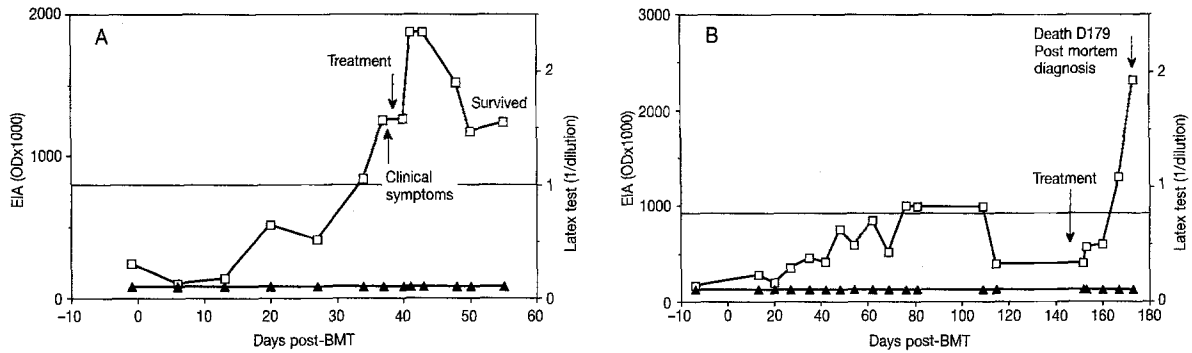 A
2000
1000
0
EIA (ODx1000)
-10 0 10 20 30 40 50 60
Days post-BMT
2
1
0
Latex test (1/dilution)
Treatment
Survived
Clinical
symptoms
B
3000
2000
1000
0
EIA (ODx1000)
-10 0 20 40 60 80 100 120 140 160 180
Days post-BMT
2
1
0
Latex test (1/dilution)
Death D179
Post mortem
diagnosis
Treatment